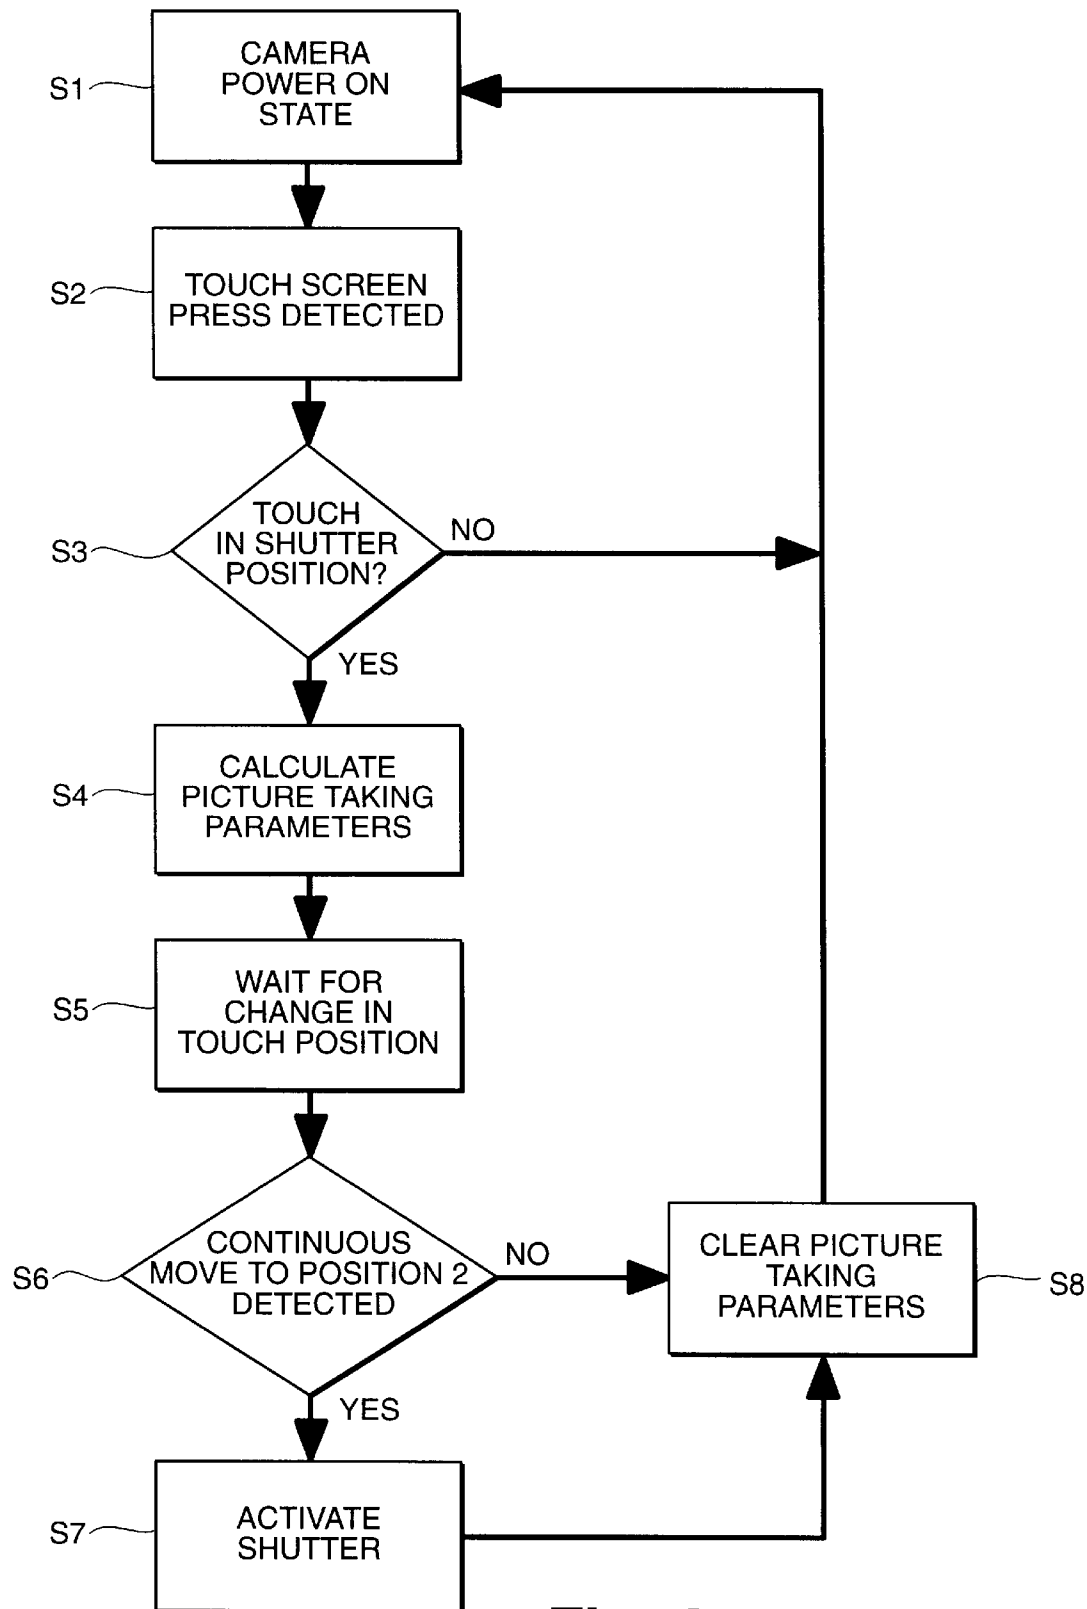 CAMERA
POWER ON
STATE
S1
TOUCH SCREEN
PRESS DETECTED
S2
TOUCH
IN SHUTTER
POSITION?
S3
NO
YES
CALCULATE
PICTURE TAKING
PARAMETERS
S4
WAIT FOR
CHANGE IN
TOUCH POSITION
S5
CONTINUOUS
MOVE TO POSITION 2
DETECTED
S6
NO
YES
CLEAR PICTURE
TAKING
PARAMETERS
S8
ACTIVATE
SHUTTER
S7